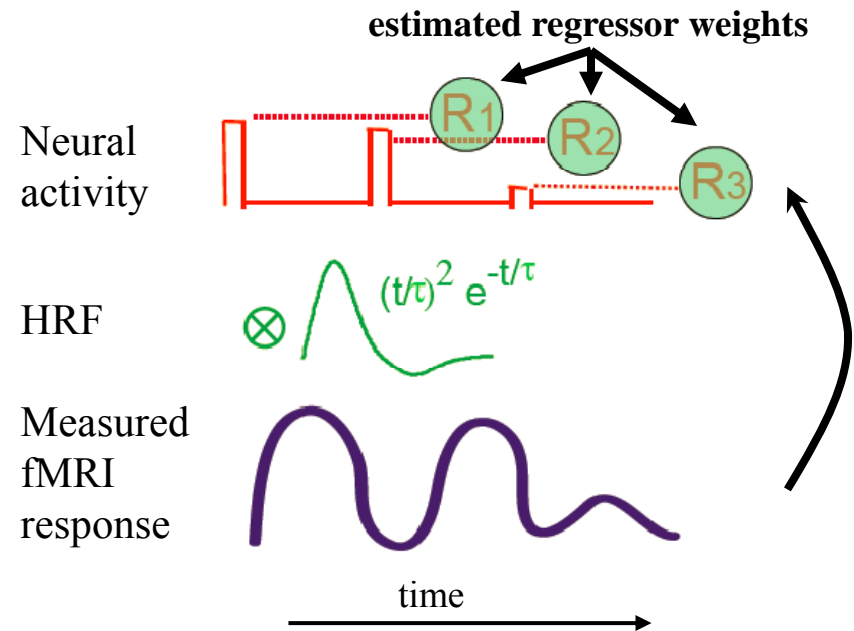 estimated regressor weights
R1
R2
R3
Neural
activity
HRF
⊗
(t/τ)² e^-t/τ
Measured
fMRI
response
time